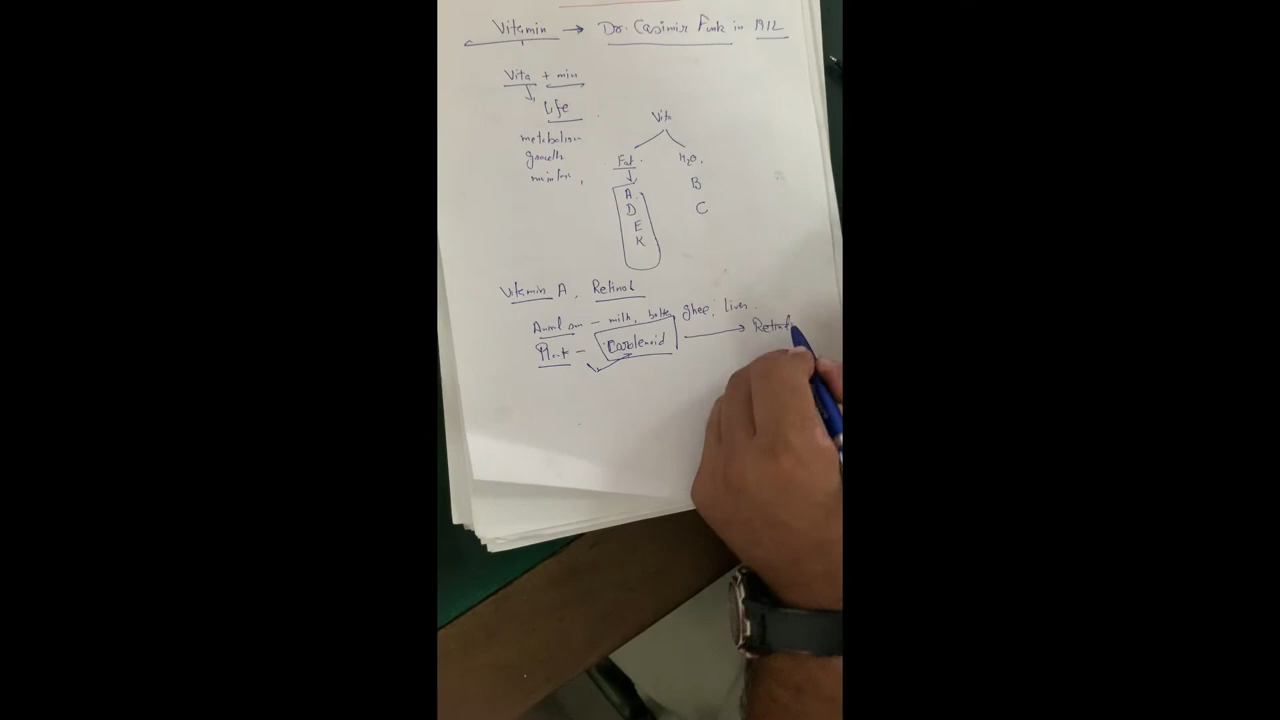 Vitamin → Dr. Casimir Funk in 1912
Vita + min
Life
metabolism
growth
Vita
Fat. H2O.
A. B
D C
E
K
Vitamin A, Retinol
Animl - milk, butter ghee, liver.
Plant - Carotenoid → Retinol